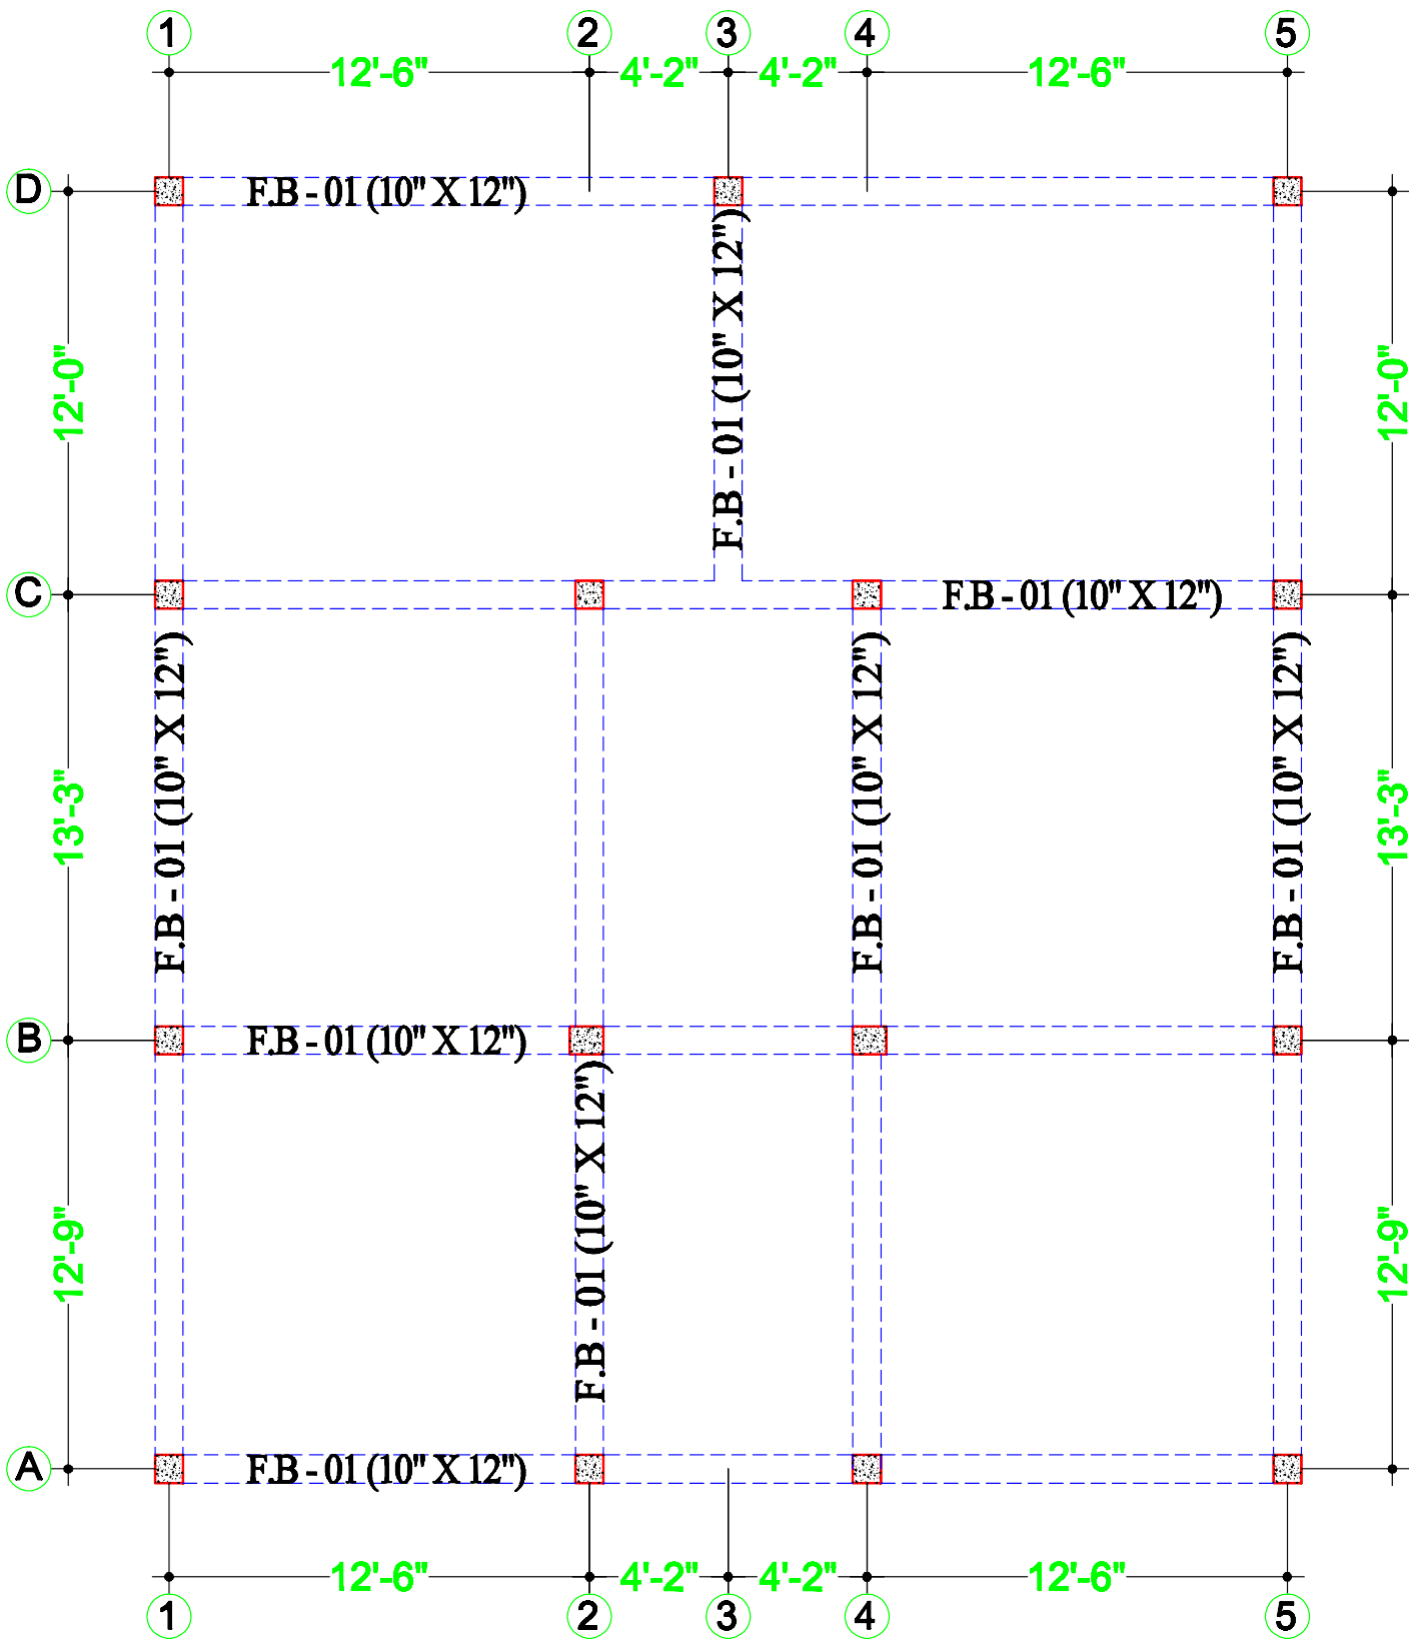 1 2 3 4 5
12'-6" 4'-2" 4'-2" 12'-6"
D F.B - 01 (10" X 12")
F.B - 01 (10" X 12")
12'-0" 12'-0"
C F.B - 01 (10" X 12")
F.B - 01 (10" X 12")
F.B - 01 (10" X 12")
F.B - 01 (10" X 12")
13'-3" 13'-3"
B F.B - 01 (10" X 12")
F.B - 01 (10" X 12")
12'-9" 12'-9"
A F.B - 01 (10" X 12")
12'-6" 4'-2" 4'-2" 12'-6"
1 2 3 4 5